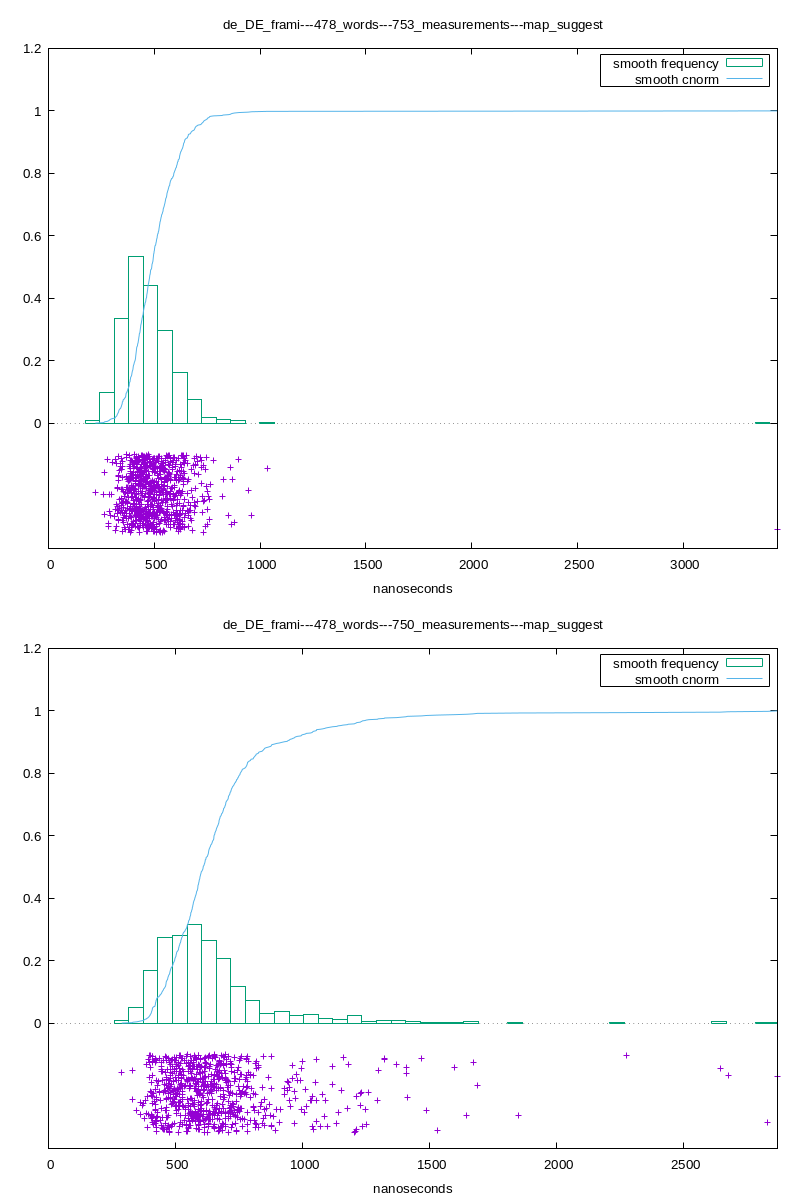 de_DE_frami---478_words---753_measurements---map_suggest
1.2
smooth frequency
smooth cnorm
1
0.8
0.6
0.4
0.2
0
0 500 1000 1500 2000 2500 3000
nanoseconds
de_DE_frami---478_words---750_measurements---map_suggest
1.2
smooth frequency
smooth cnorm
1
0.8
0.6
0.4
0.2
0
0 500 1000 1500 2000 2500
nanoseconds